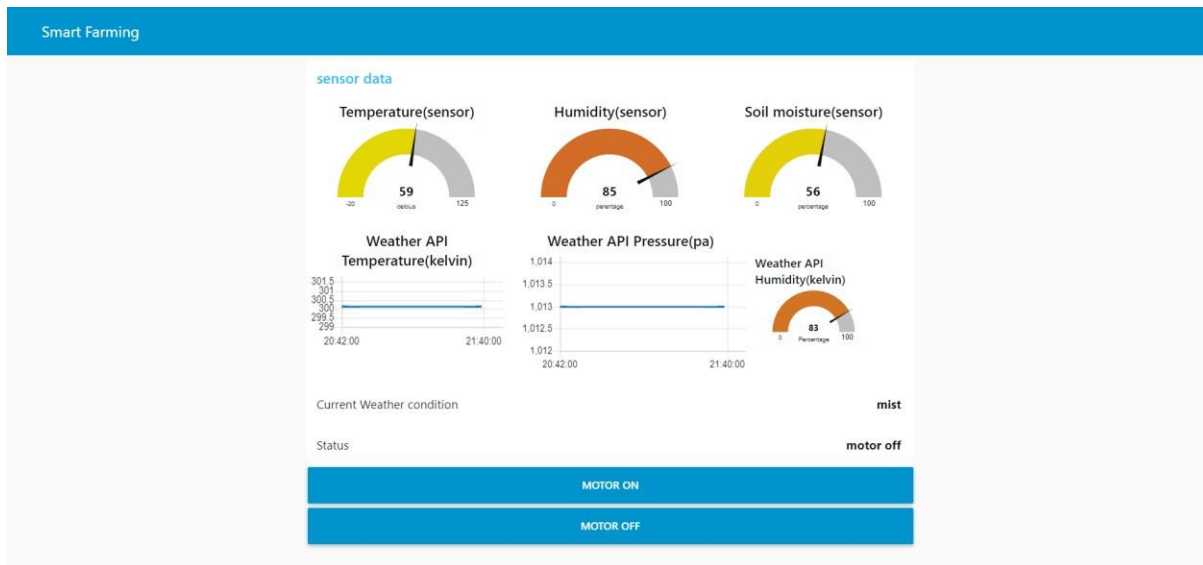 Smart Farming
sensor data
Temperature(sensor)
59
celcius
-20
125
Humidity(sensor)
85
0
100
Soil moisture(sensor)
56
percentage
0
100
Weather API
Temperature(kelvin)
301.5
301
300.5
300
299.5
299
20:42:00
21:40:00
Weather API Pressure(pa)
1,014
1,013.5
1,013
1,012.5
1,012
20:42:00
21:40:00
Weather API
Humidity(kelvin)
83
Percentage
0
100
Current Weather condition
mist
Status
motor off
MOTOR ON
MOTOR OFF